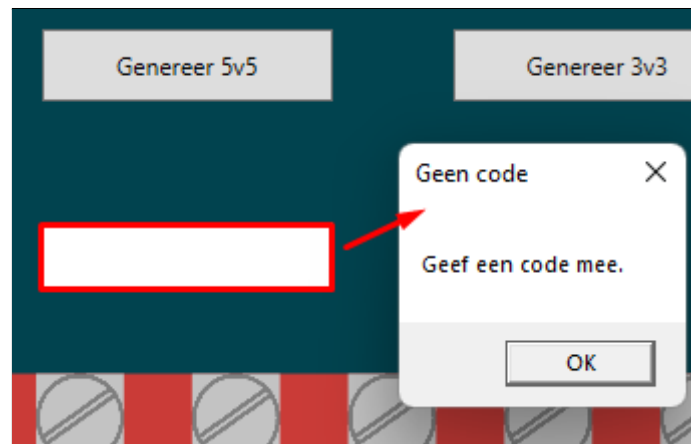 Genereer 5v5
Genereer 3v3
Geen code
Geef een code mee.
OK